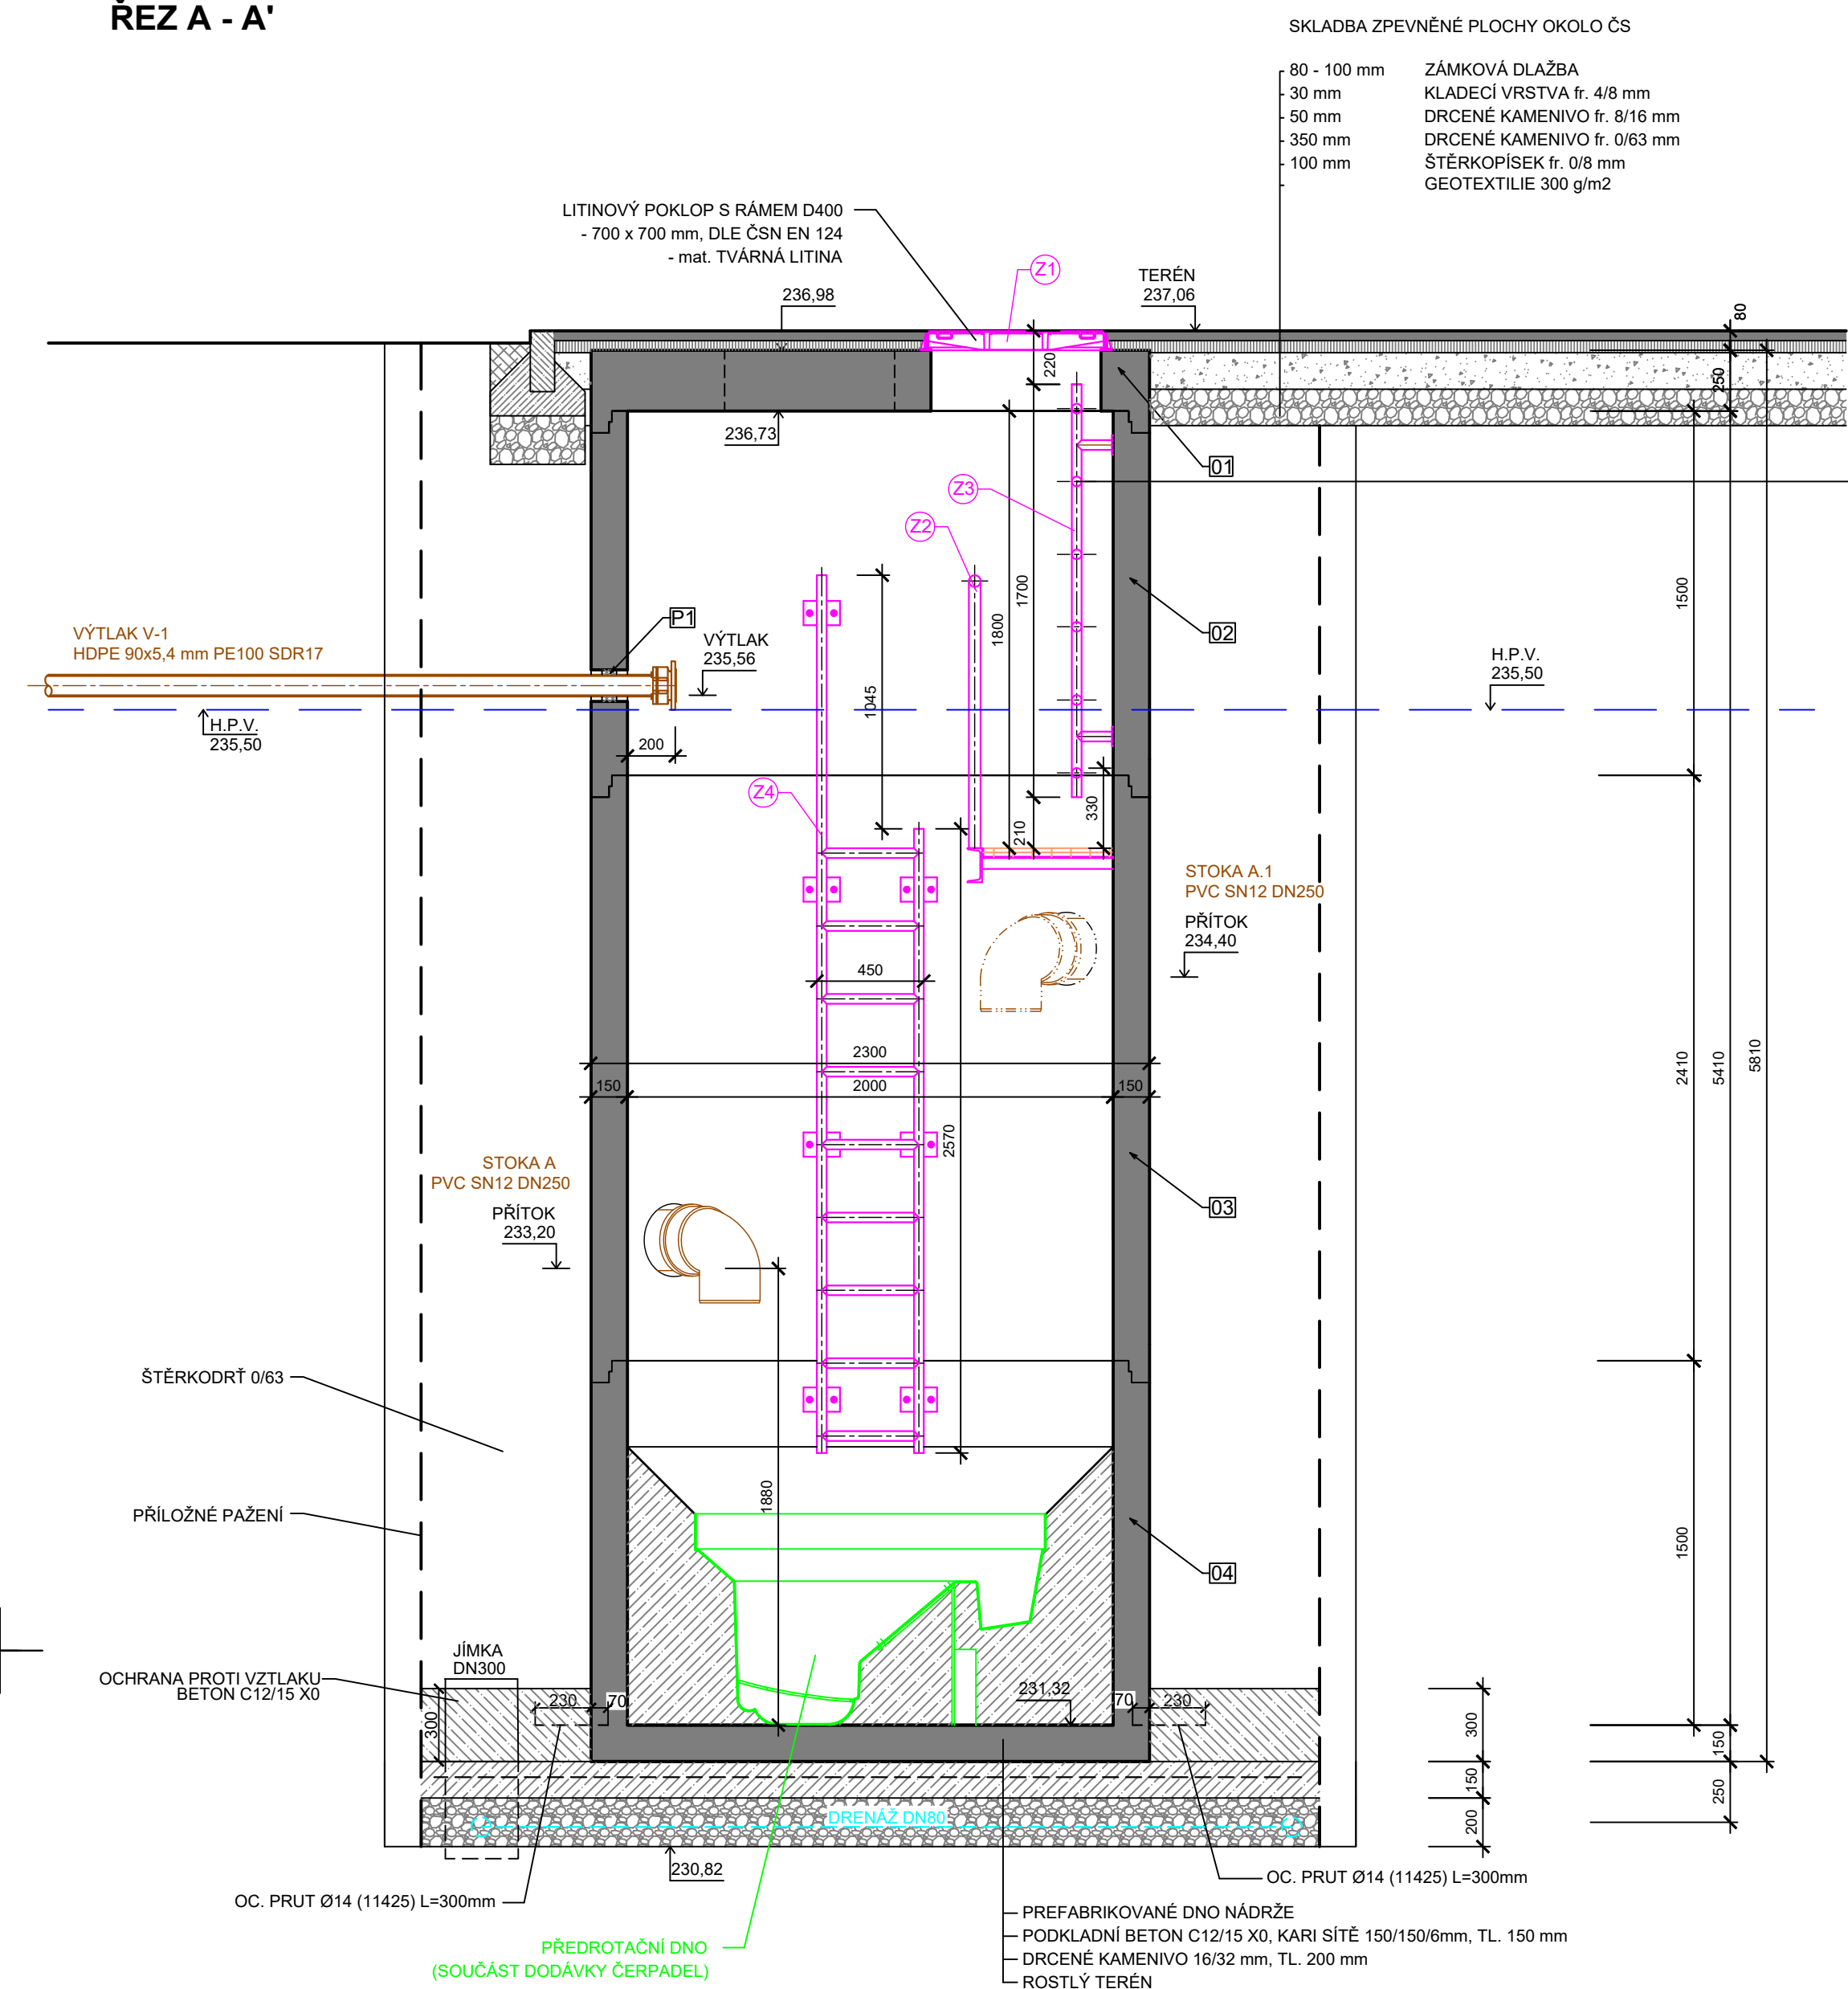 ŘEZ A - A'
SKLADBA ZPEVNĚNÉ PLOCHY OKOLO ČS
80 - 100 mm ZÁMKOVÁ DLAŽBA
30 mm KLADECÍ VRSTVA fr. 4/8 mm
50 mm DRCENÉ KAMENIVO fr. 8/16 mm
350 mm DRCENÉ KAMENIVO fr. 0/63 mm
100 mm ŠTĚRKOPÍSEK fr. 0/8 mm
GEOTEXTILIE 300 g/m2
LITINOVÝ POKLOP S RÁMEM D400
- 700 x 700 mm, DLE ČSN EN 124
- mat. TVÁRNÁ LITINA
Z1
TERÉN
237,06
236,98
80
220
250
236,73
01
Z3
Z2
1700
1800
1500
02
P1
VÝTLAK V-1
HDPE 90x5,4 mm PE100 SDR17
VÝTLAK
235,56
H.P.V.
235,50
1045
H.P.V.
235,50
200
Z4
330
210
STOKA A.1
PVC SN12 DN250
PŘÍTOK
234,40
450
2300
150
2000
150
2410
5410
5810
2570
STOKA A
PVC SN12 DN250
PŘÍTOK
233,20
03
ŠTĚRKODRŤ 0/63
1880
PŘÍLOŽNÉ PAŽENÍ
1500
04
JÍMKA
DN300
OCHRANA PROTI VZTLAKU
BETON C12/15 X0
230
70
231,32
70
230
300
300
150
150
250
200
DRENÁŽ DN80
230,82
OC. PRUT Ø14 (11425) L=300mm
OC. PRUT Ø14 (11425) L=300mm
PREFABRIKOVANÉ DNO NÁDRŽE
PODKLADNÍ BETON C12/15 X0, KARI SÍTĚ 150/150/6mm, TL. 150 mm
DRCENÉ KAMENIVO 16/32 mm, TL. 200 mm
ROSTLÝ TERÉN
PŘEDROTAČNÍ DNO
(SOUČÁST DODÁVKY ČERPADEL)